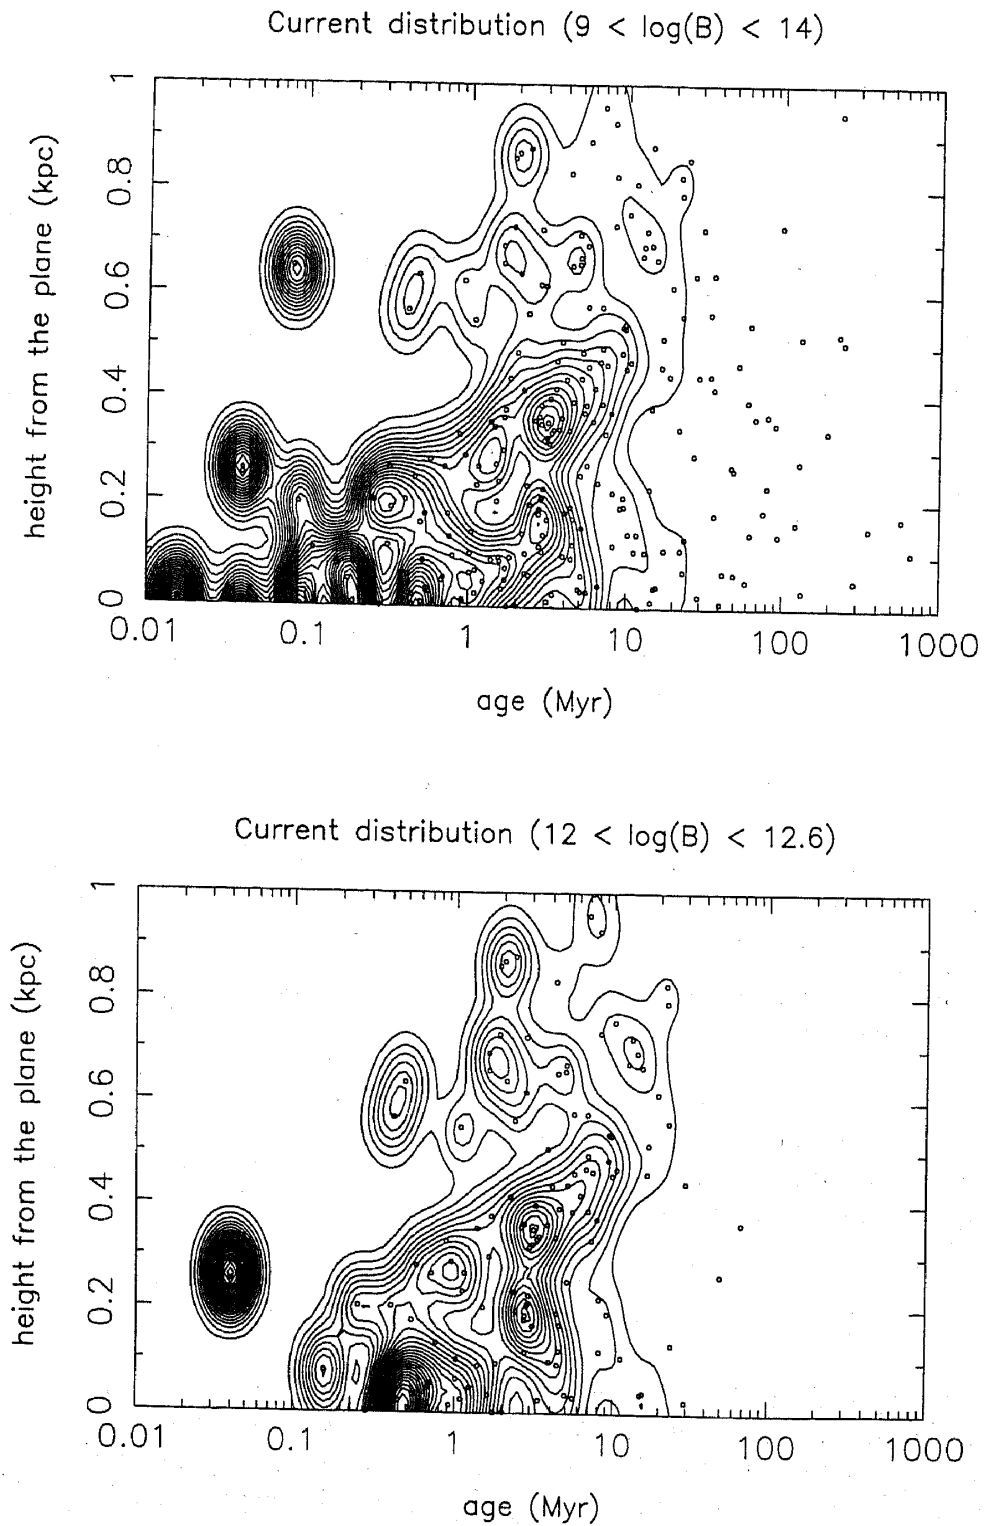 Current distribution (9 < log(B) < 14)
height from the plane (kpc)
1
0.8
0.6
0.4
0.2
0
0.01 0.1 1 10 100 1000
age (Myr)
Current distribution (12 < log(B) < 12.6)
height from the plane (kpc)
1
0.8
0.6
0.4
0.2
0
0.01 0.1 1 10 100 1000
age (Myr)